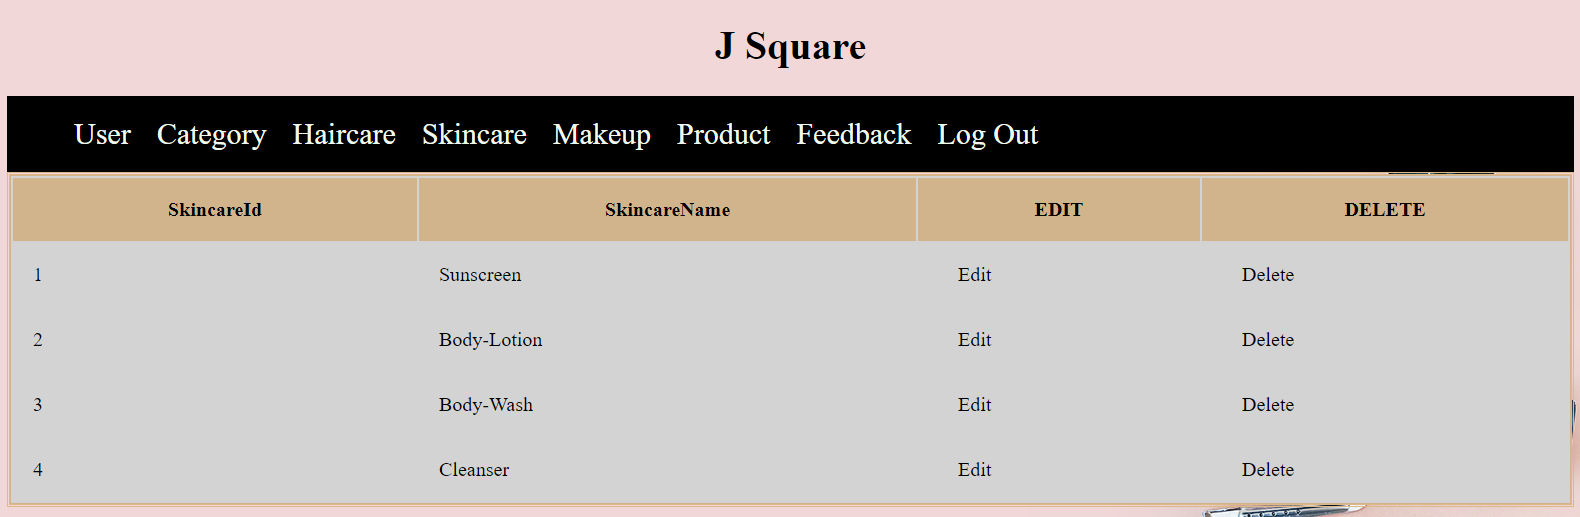 J Square
User Category Haircare Skincare Makeup Product Feedback Log Out
SkincareId SkincareName EDIT DELETE
1 Sunscreen Edit Delete
2 Body-Lotion Edit Delete
3 Body-Wash Edit Delete
4 Cleanser Edit Delete